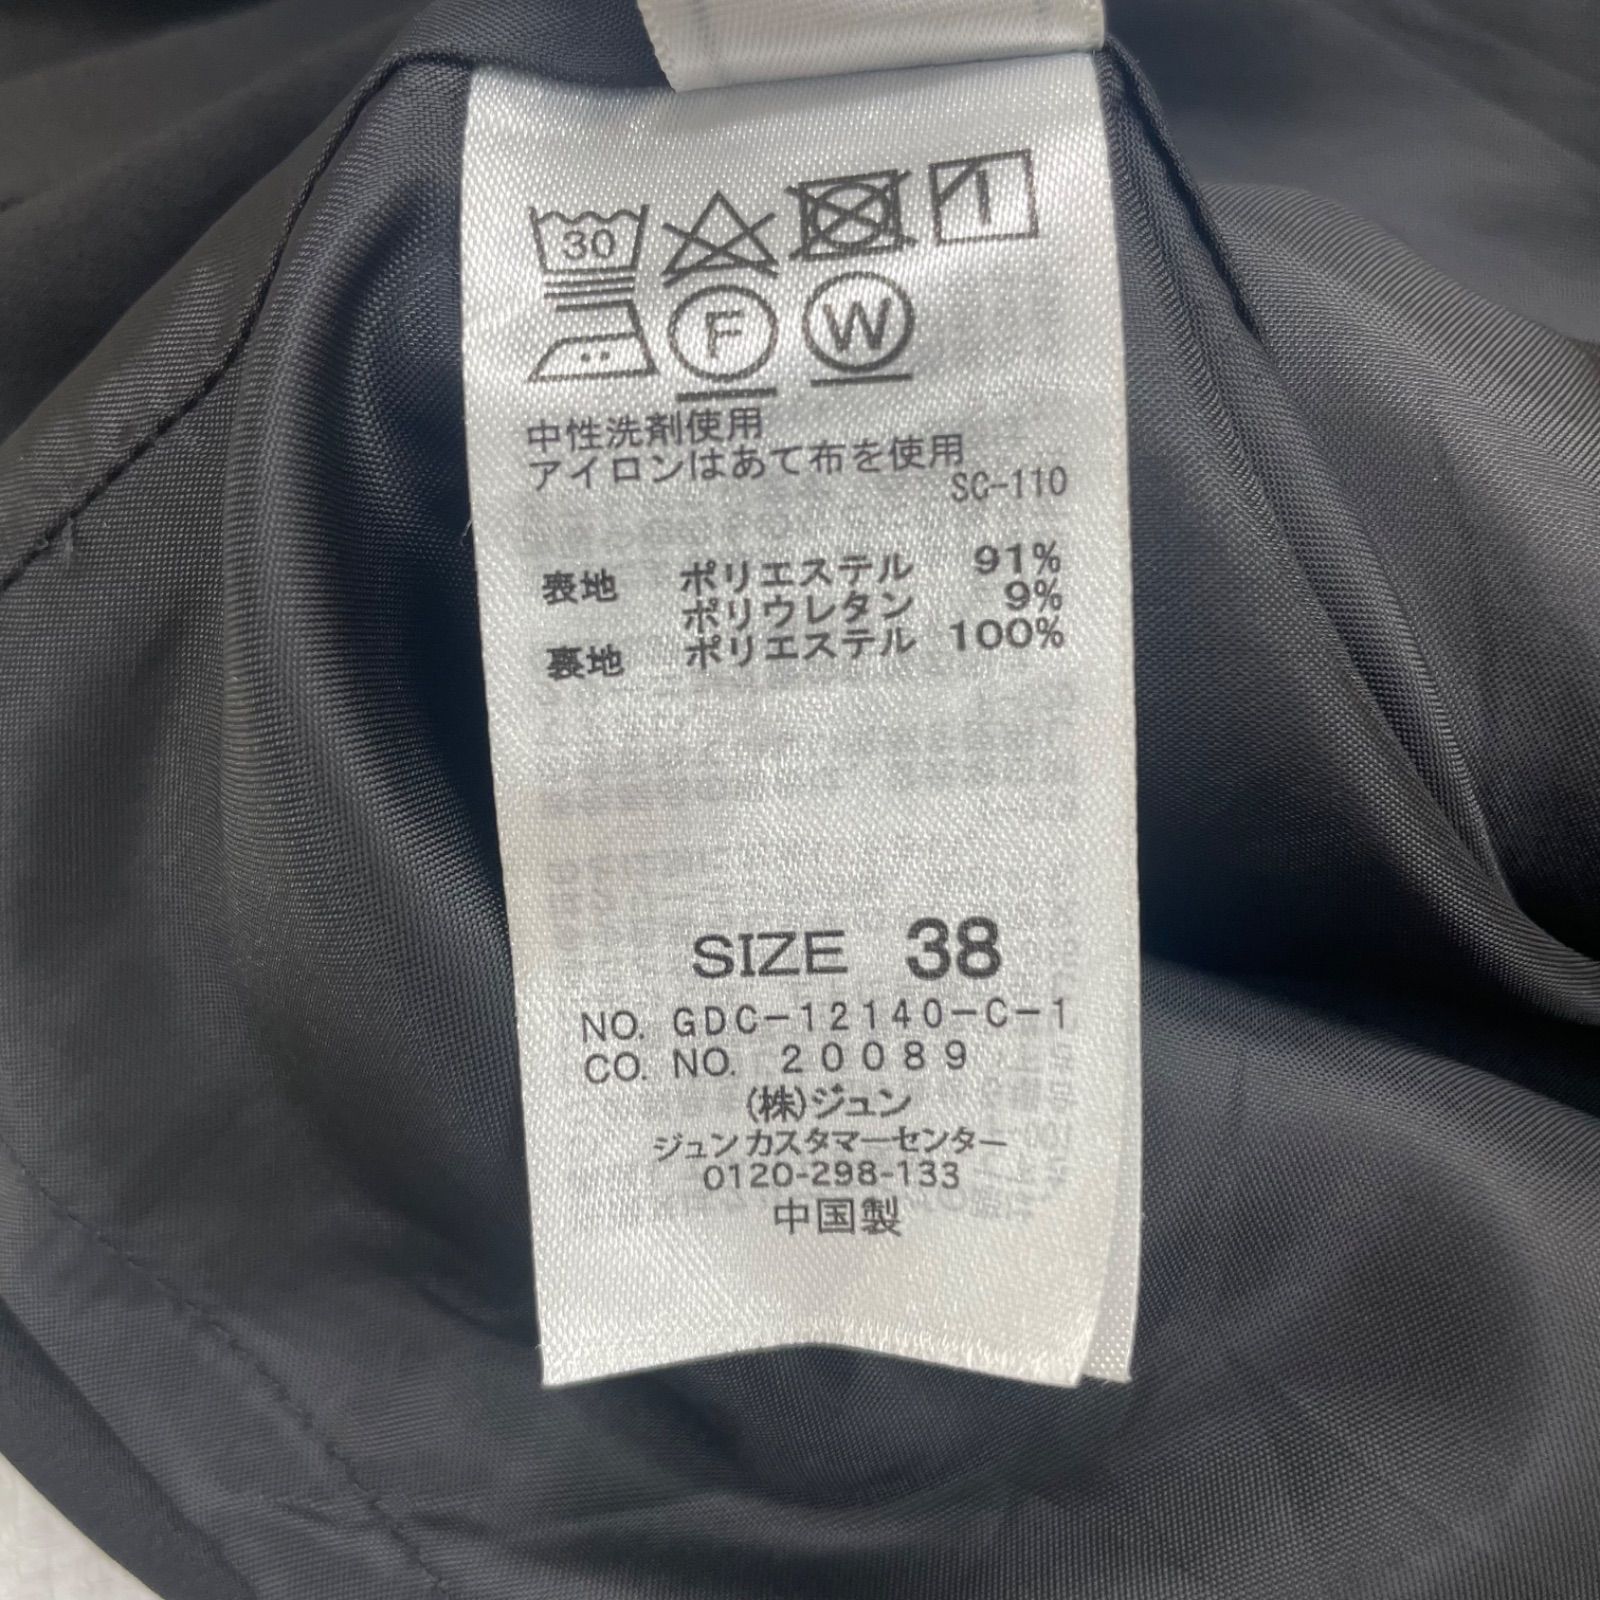 30
F W
中性洗剤使用
アイロンはあて布を使用
SC-110
表地 ポリエステル 91%
ポリウレタン 9%
裏地 ポリエステル 100%
SIZE 38
NO. GDC-12140-C-1
CO. NO. 20089
(株)ジュン
ジュンカスタマーセンター
0120-298-133
中国製